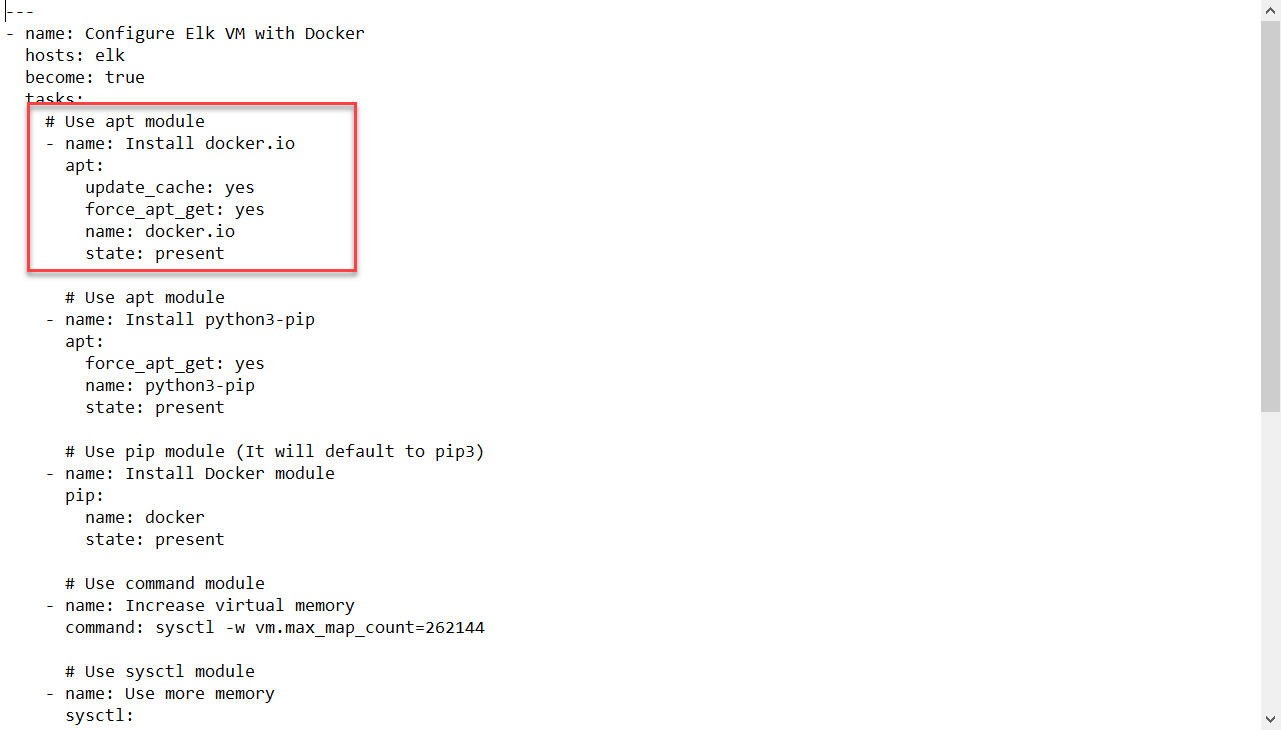 ---
- name: Configure Elk VM with Docker
  hosts: elk
  become: true
  tasks:
    # Use apt module
    - name: Install docker.io
      apt:
        update_cache: yes
        force_apt_get: yes
        name: docker.io
        state: present

      # Use apt module
    - name: Install python3-pip
      apt:
        force_apt_get: yes
        name: python3-pip
        state: present

      # Use pip module (It will default to pip3)
    - name: Install Docker module
      pip:
        name: docker
        state: present

      # Use command module
    - name: Increase virtual memory
      command: sysctl -w vm.max_map_count=262144

      # Use sysctl module
    - name: Use more memory
      sysctl: